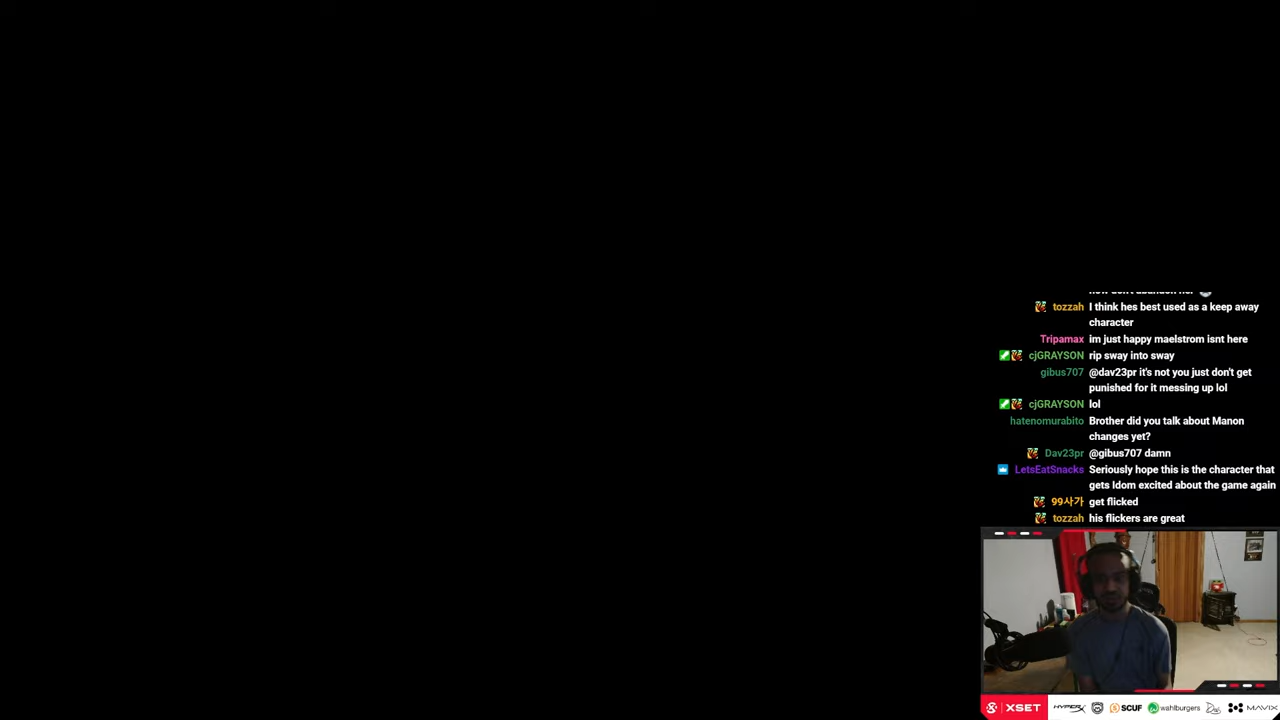 tozzah I think hes best used as a keep away
character
Tripamax im just happy maelstrom isnt here
cjGRAYSON rip sway into sway
gibus707 @dav23pr it's not you just don't get
punished for it messing up lol
cjGRAYSON lol
hatenomurabito Brother did you talk about Manon
changes yet?
Dav23pr @gibus707 damn
LetsEatSnacks Seriously hope this is the character that
gets Idom excited about the game again
99사가 get flicked
tozzah his flickers are great
XSET HYPERX SCUF wahlburgers MAVIX